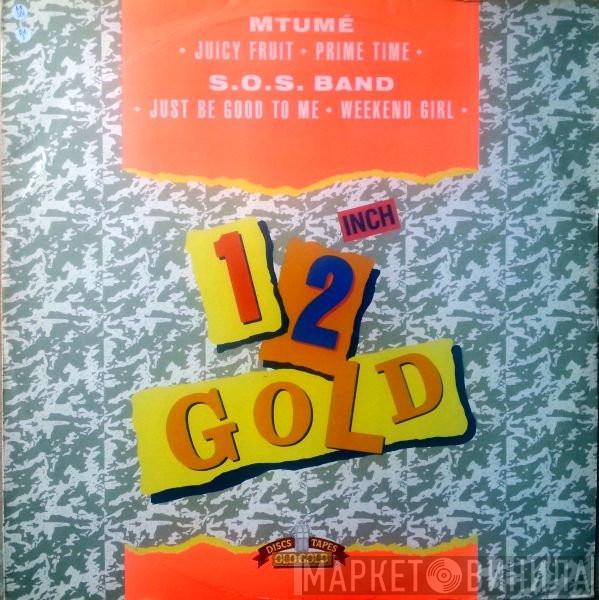 MTUMÉ
• JUICY FRUIT • PRIME TIME •
S.O.S. BAND
• JUST BE GOOD TO ME • WEEKEND GIRL •
INCH
12
GOLD
DISCS TAPES
OLD GOLD
МАРКЕТ ВИНИЛА